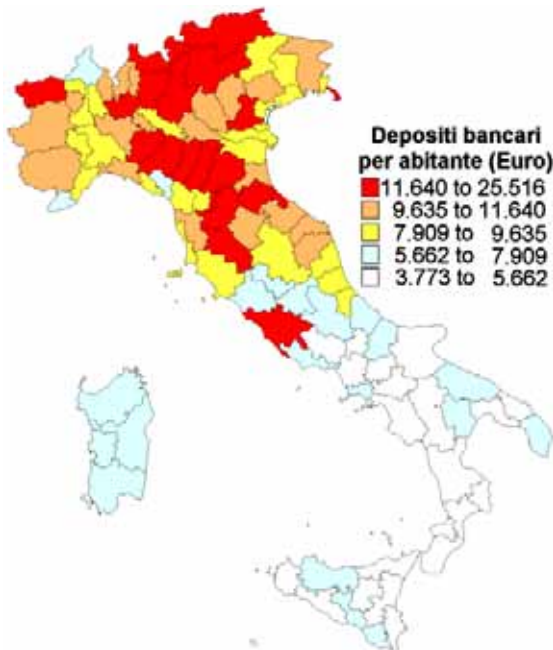 Depositi bancari
per abitante (Euro)
11.640 to 25.516
9.635 to 11.640
7.909 to 9.635
5.662 to 7.909
3.773 to 5.662